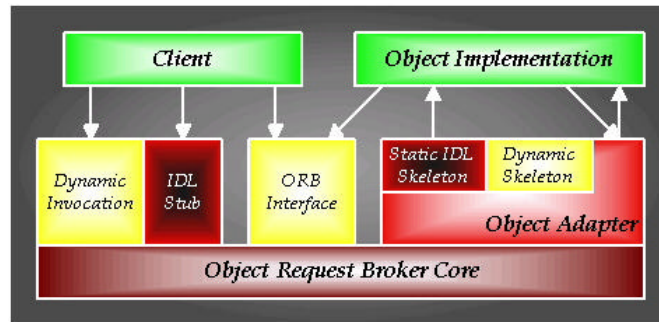 Client
Object Implementation
Dynamic
Invocation
IDL
Stub
ORB
Interface
Static IDL
Skeleton
Dynamic
Skeleton
Object Adapter
Object Request Broker Core